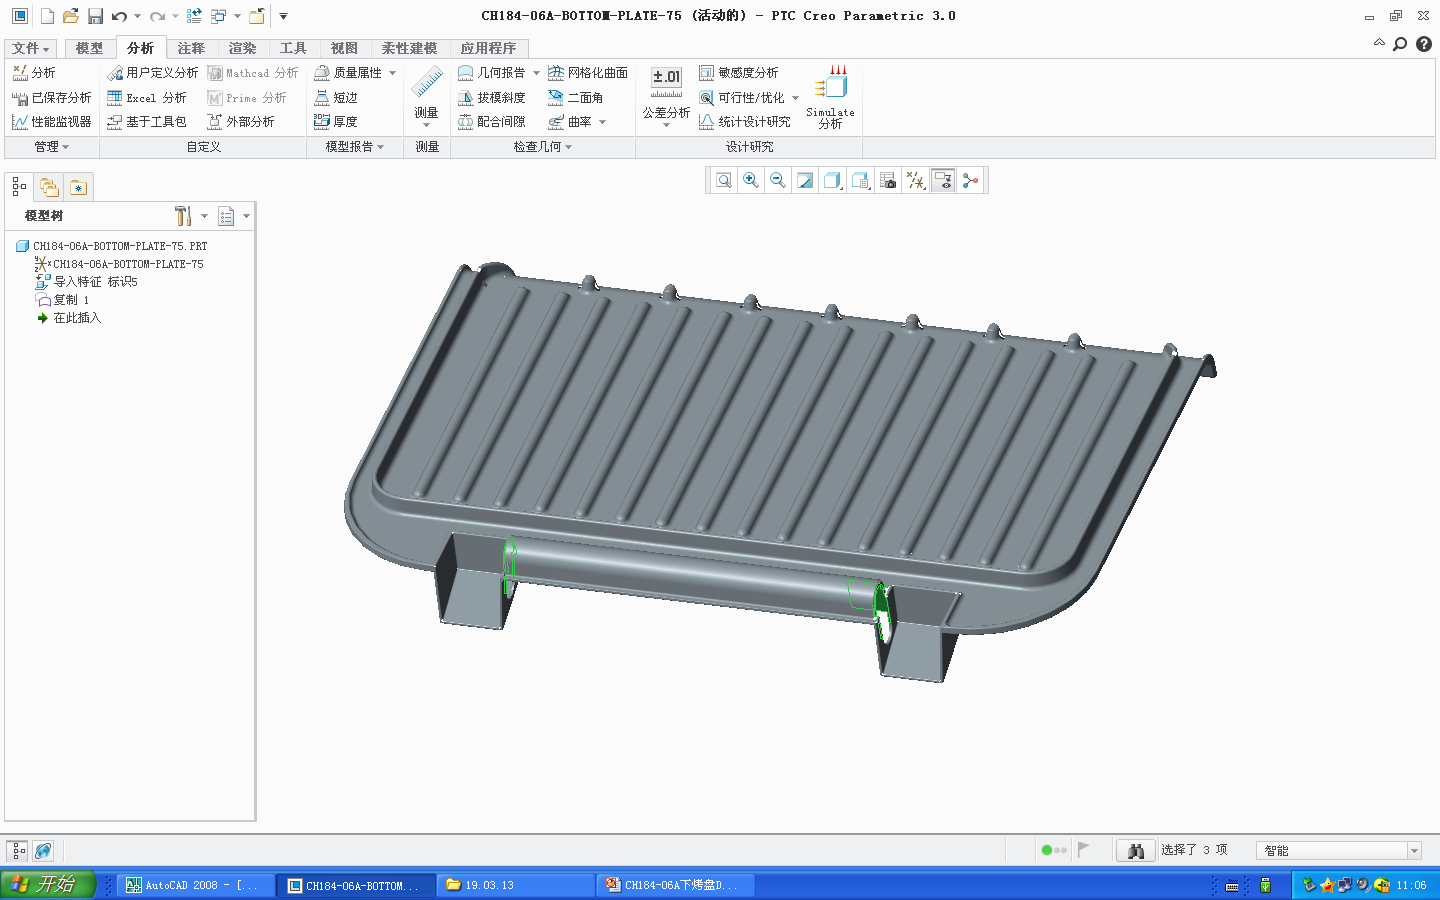 CH184-06A-BOTTOM-PLATE-75 (活动的) - PTC Creo Parametric 3.0
文件 模型 分析 注释 渲染 工具 视图 柔性建模 应用程序
分析 用户定义分析 Mathcad 分析 质量属性 几何报告 网格化曲面 敏感度分析
已保存分析 Excel 分析 Prime 分析 短边 测量 拔模斜度 二面角 公差分析 可行性/优化 Simulate 分析
性能监视器 基于工具包 外部分析 厚度 配合间隙 曲率 统计设计研究
±.01
管理 自定义 模型报告 测量 检查几何 设计研究
模型树
CH184-06A-BOTTOM-PLATE-75.PRT
CH184-06A-BOTTOM-PLATE-75
导入特征 标识5
复制 1
在此插入
选择了 3 项 智能
开始 AutoCAD 2008 - [... CH184-06A-BOTTOM... 19.03.13 CH184-06A下烤盘D... 11:06